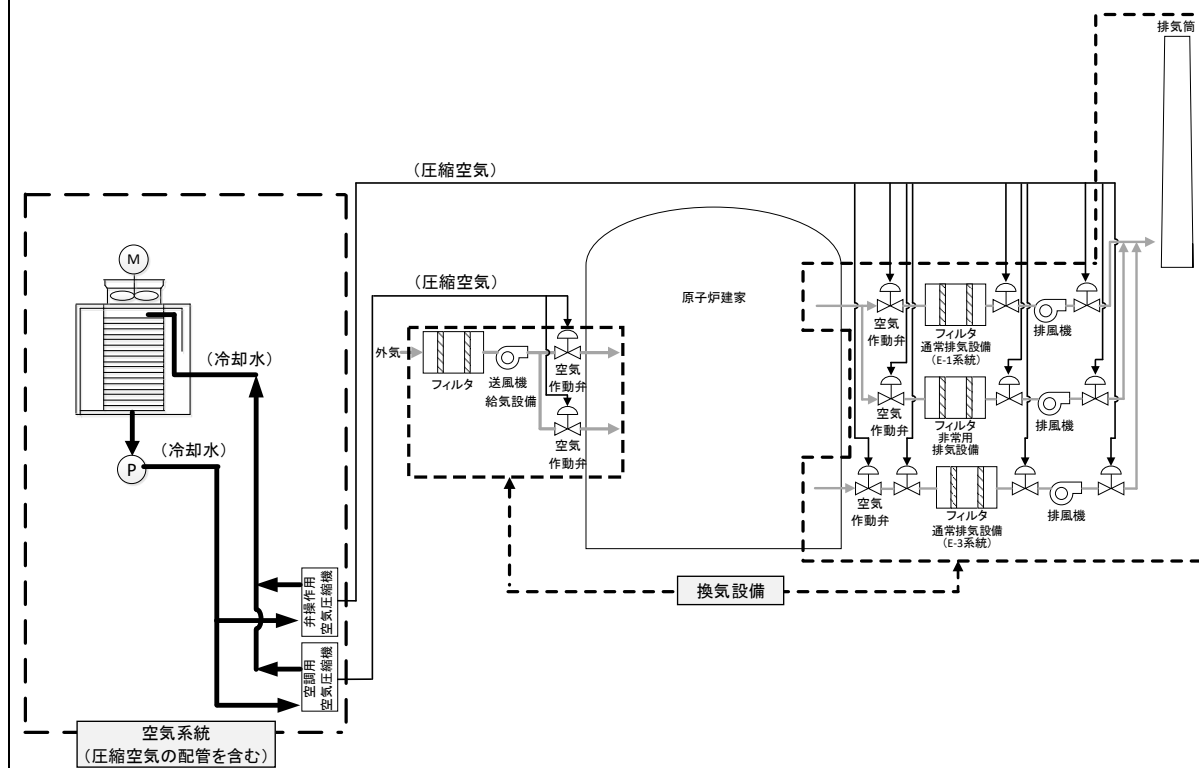 排気筒
（圧縮空気）
M
（圧縮空気）
原子炉建家
（冷却水）
外気
フィルタ
送風機
給気設備
空気
作動弁
空気
作動弁
空気
作動弁
フィルタ
通常排気設備
(E-1系統)
排風機
空気
作動弁
フィルタ
非常用
排気設備
排風機
空気
作動弁
フィルタ
通常排気設備
(E-3系統)
排風機
（冷却水）
P
弁操作用
空気圧縮機
空調用
空気圧縮機
換気設備
空気系統
（圧縮空気の配管を含む）